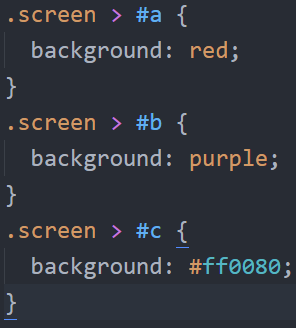 .screen > #a {
  background: red;
}
.screen > #b {
  background: purple;
}
.screen > #c {
  background: #ff0080;
}